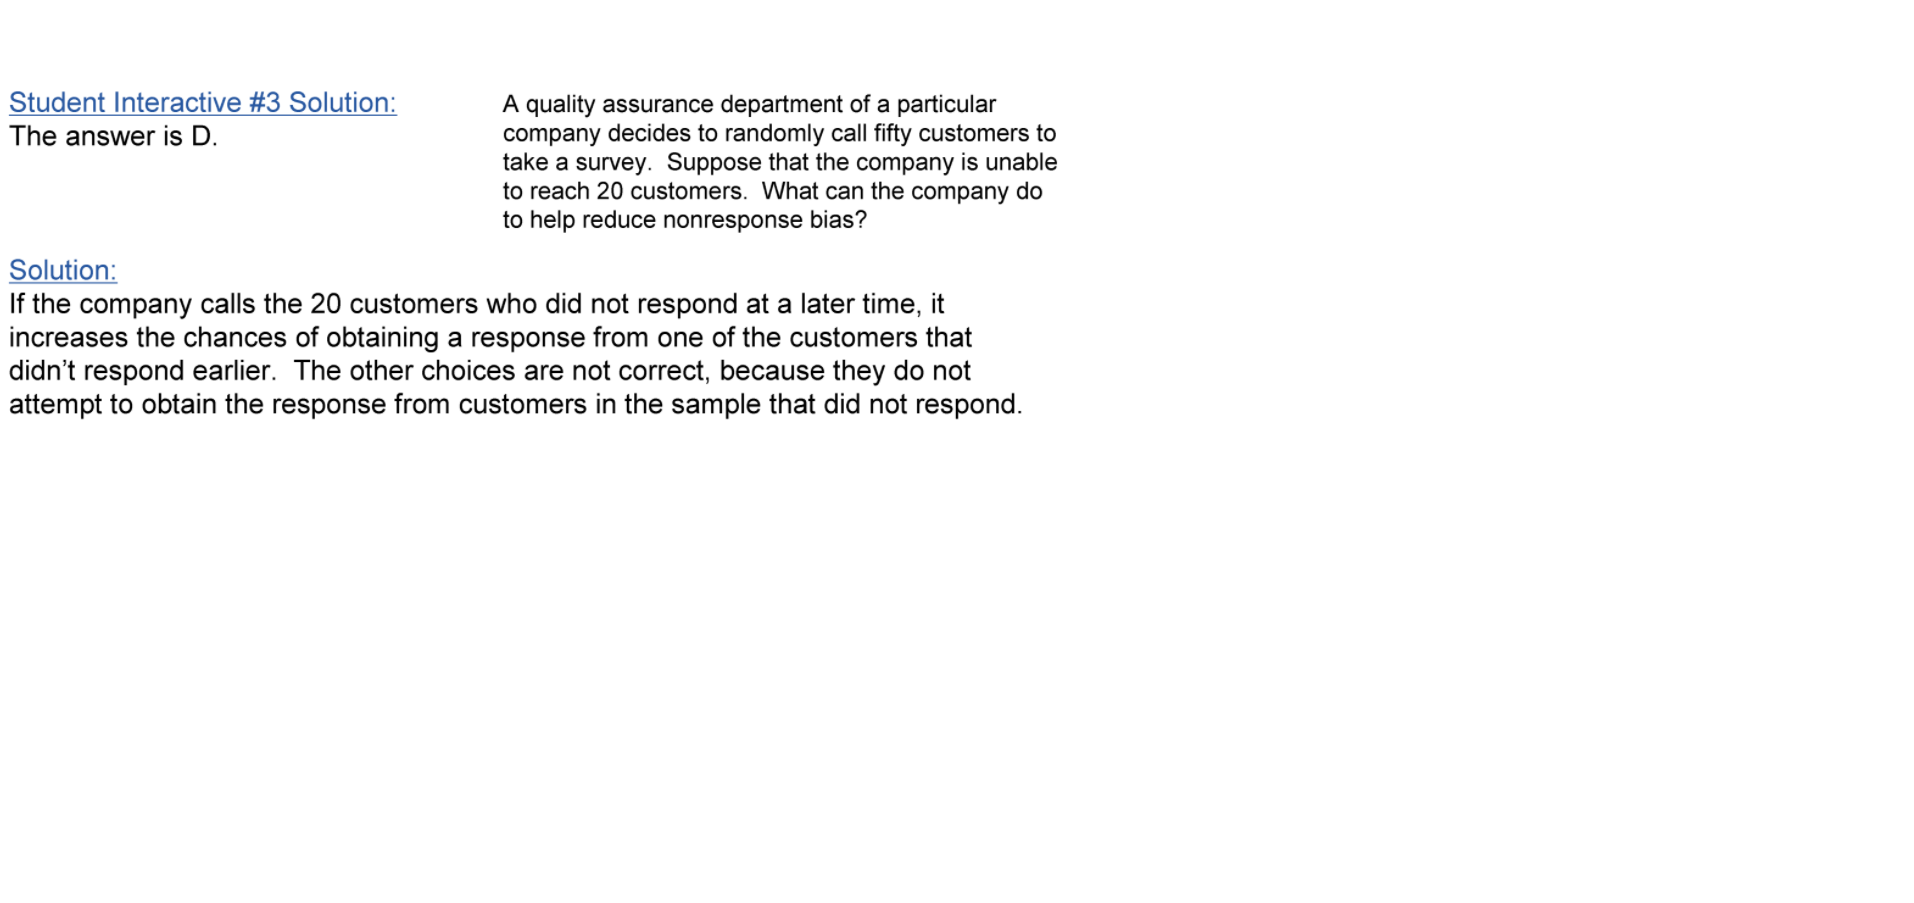 Student Interactive #3 Solution:
The answer is D.
A quality assurance department of a particular
company decides to randomly call fifty customers to
take a survey.  Suppose that the company is unable
to reach 20 customers.  What can the company do
to help reduce nonresponse bias?
Solution:
If the company calls the 20 customers who did not respond at a later time, it
increases the chances of obtaining a response from one of the customers that
didn’t respond earlier.  The other choices are not correct, because they do not
attempt to obtain the response from customers in the sample that did not respond.